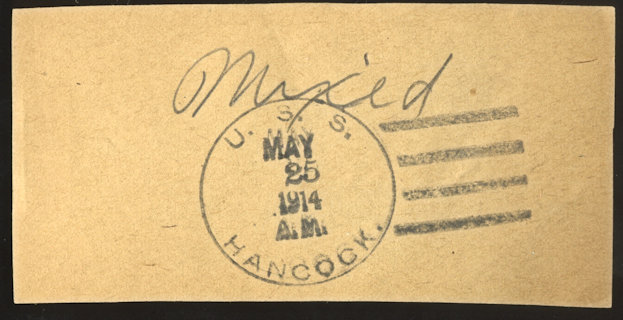 Mixed
U. S. S.
MAY
25
1914
A.M.
HANCOCK.